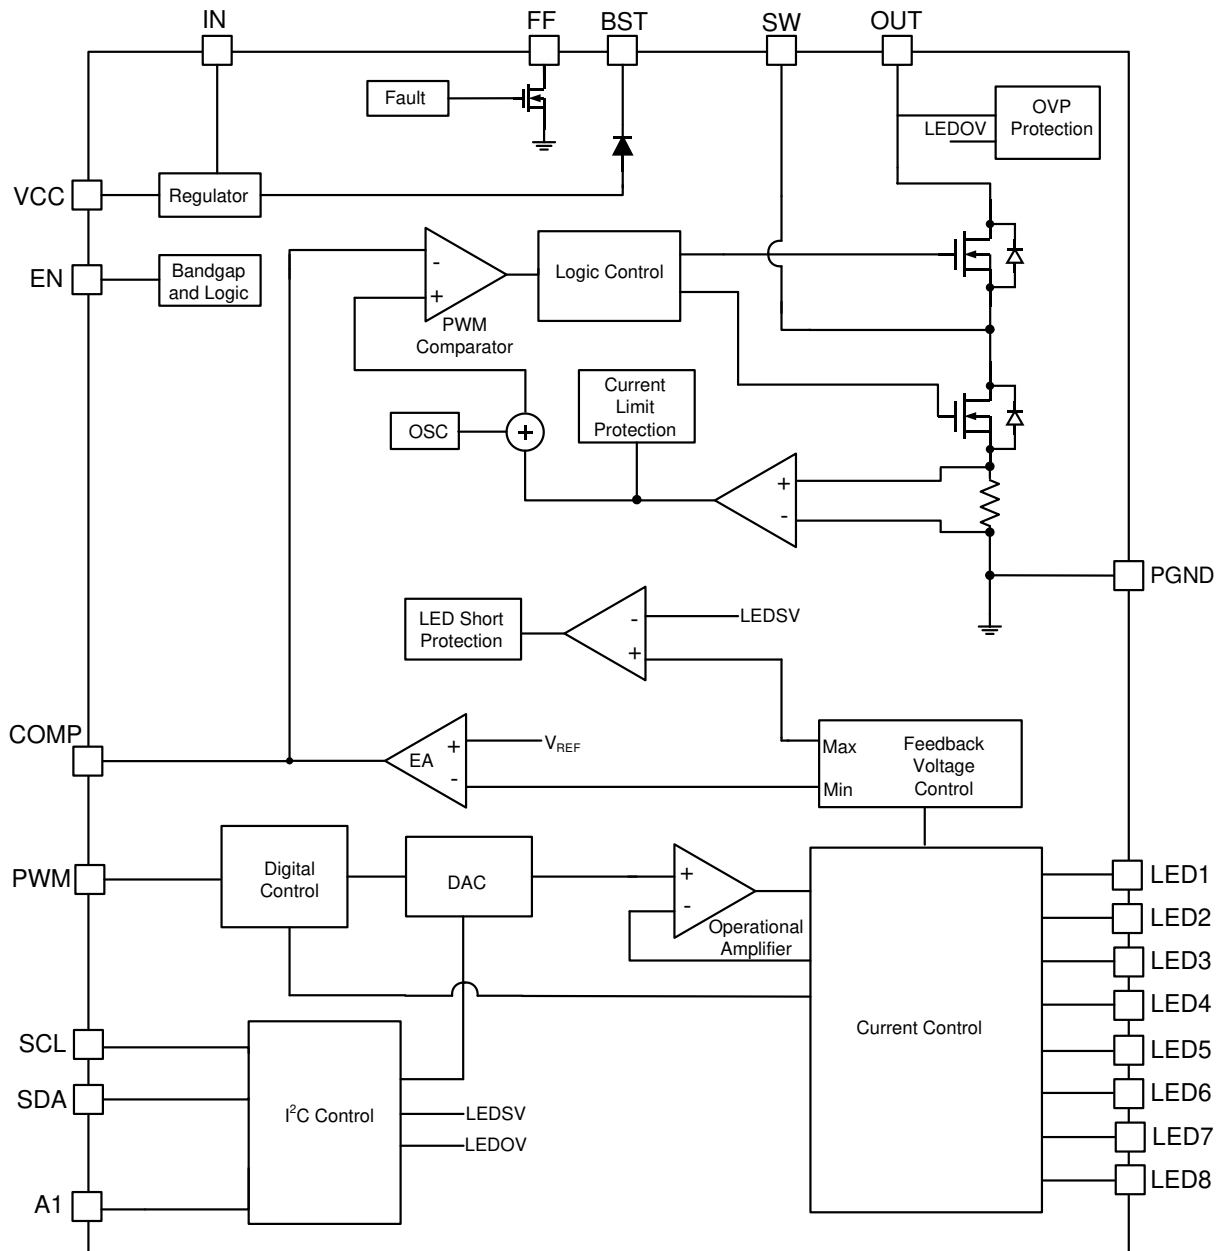 IN
FF
BST
SW
OUT
Fault
OVP
Protection
LEDOV
VCC
Regulator
EN
Bandgap
and Logic
-
+
PWM
Comparator
Logic Control
Current
Limit
Protection
OSC
+
+
-
PGND
LED Short
Protection
-
+
LEDSV
COMP
EA
+
-
VREF
Max
Min
Feedback
Voltage
Control
PWM
Digital
Control
DAC
+
-
Operational
Amplifier
Current Control
LED1
LED2
LED3
LED4
LED5
LED6
LED7
LED8
SCL
SDA
A1
I²C Control
LEDSV
LEDOV